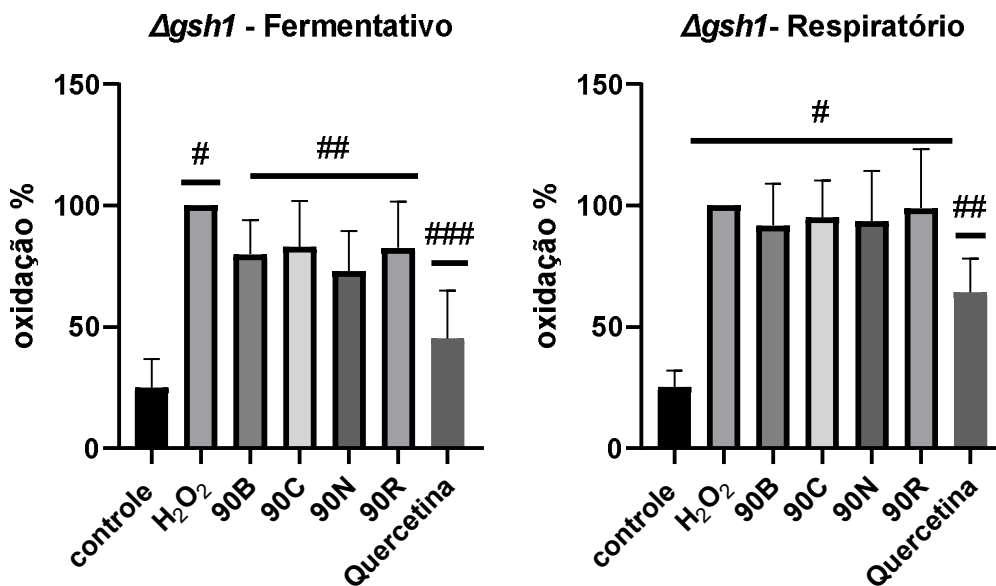 Δgsh1 - Fermentativo
oxidação %
150
100
50
0
#
##
###
controle
H₂O₂
90B
90C
90N
90R
Quercetina
Δgsh1- Respiratório
oxidação %
150
100
50
0
#
##
controle
H₂O₂
90B
90C
90N
90R
Quercetina